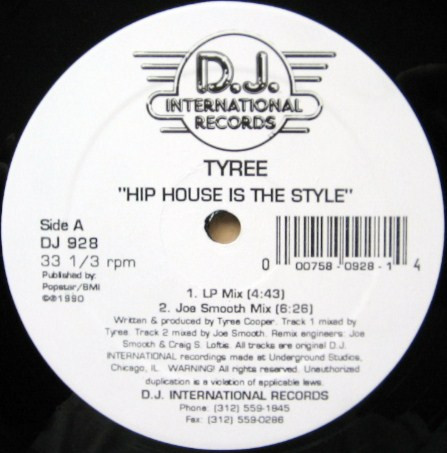 D.J.
INTERNATIONAL
RECORDS
TYREE
"HIP HOUSE IS THE STYLE"
Side A
DJ 928
33 1/3 rpm
Published by:
Popstar/BMI
©℗1990
0 00758 - 0928 - 1 4
1. LP Mix (4:43)
2. Joe Smooth Mix (6:26)
Written & produced by Tyree Cooper. Track 1 mixed by
Tyree. Track 2 mixed by Joe Smooth. Remix engineers: Joe
Smooth & Craig S. Loftis. All tracks are original D.J.
INTERNATIONAL recordings made at Underground Studios,
Chicago, IL. WARNING! All rights reserved. Unauthorized
duplication is a violation of applicable laws.
D.J. INTERNATIONAL RECORDS
Phone: (312) 559-1845
Fax: (312) 559-0286